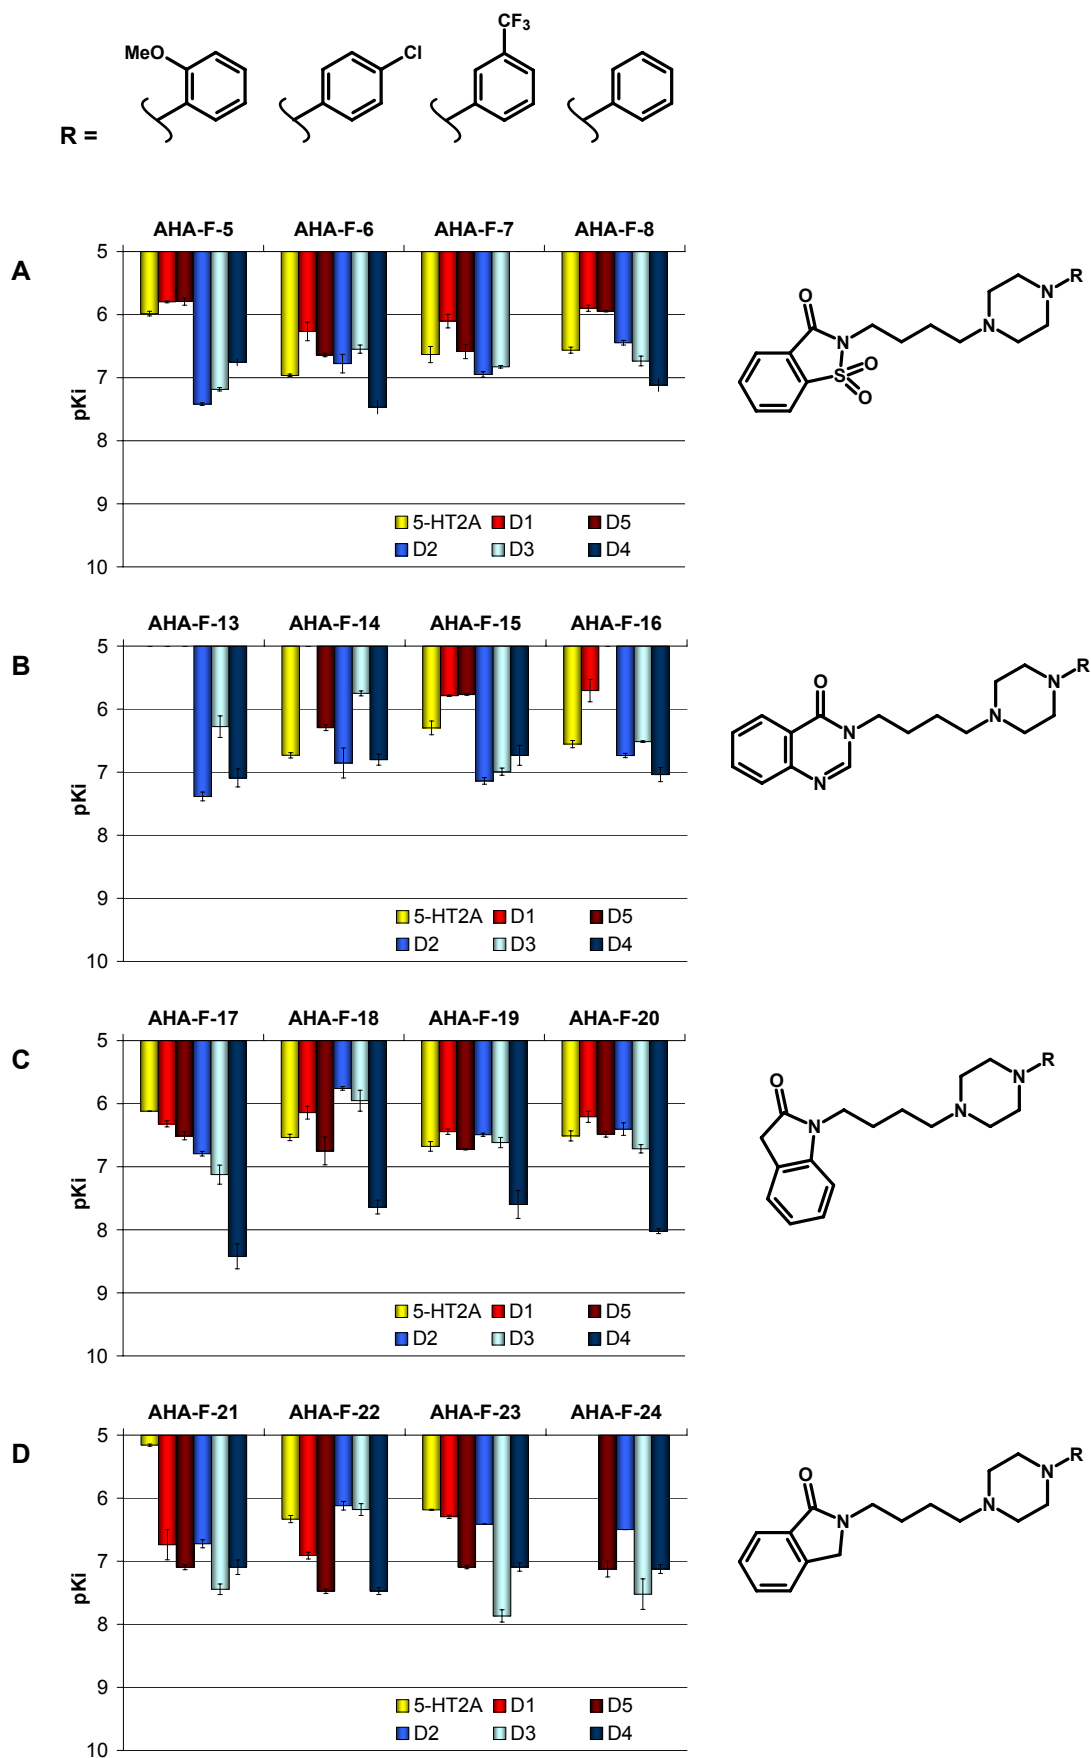 CF3
MeO
Cl
R =
AHA-F-5 AHA-F-6 AHA-F-7 AHA-F-8
A
5
6
7
8
9
10
pKi
5-HT2A D1 D5
D2 D3 D4
O
N
S
O
O
N
N
R
AHA-F-13 AHA-F-14 AHA-F-15 AHA-F-16
B
5
6
7
8
9
10
pKi
5-HT2A D1 D5
D2 D3 D4
O
N
N
N
N
R
AHA-F-17 AHA-F-18 AHA-F-19 AHA-F-20
C
5
6
7
8
9
10
pKi
5-HT2A D1 D5
D2 D3 D4
O
N
N
N
R
AHA-F-21 AHA-F-22 AHA-F-23 AHA-F-24
D
5
6
7
8
9
10
pKi
5-HT2A D1 D5
D2 D3 D4
O
N
N
N
R